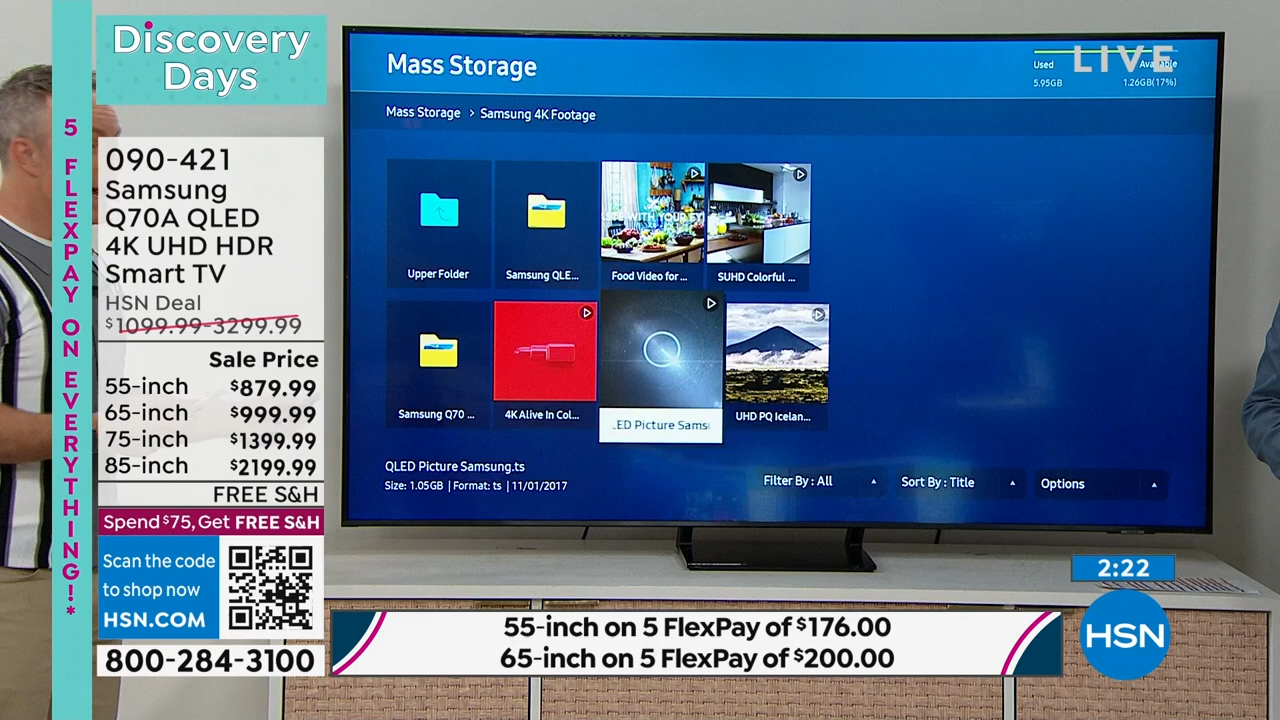 Discovery
Days
5 FLEXPAY ON EVERYTHING!*
090-421
Samsung
Q70A QLED
4K UHD HDR
Smart TV
HSN Deal
$1099.99-3299.99
Sale Price
55-inch $879.99
65-inch $999.99
75-inch $1399.99
85-inch $2199.99
FREE S&H
Spend $75, Get FREE S&H
Scan the code
to shop now
HSN.COM
800-284-3100
Mass Storage
LIVE
Used Available
5.95GB 1.26GB(17%)
Mass Storage > Samsung 4K Footage
Upper Folder
Samsung QLE...
Food Video for ...
SUHD Colorful ...
Samsung Q70 ...
4K Alive In Col...
ED Picture Sams
UHD PQ Icelan...
QLED Picture Samsung.ts
Size: 1.05GB | Format: ts | 11/01/2017
Filter By : All
Sort By : Title
Options
2:22
HSN
55-inch on 5 FlexPay of $176.00
65-inch on 5 FlexPay of $200.00